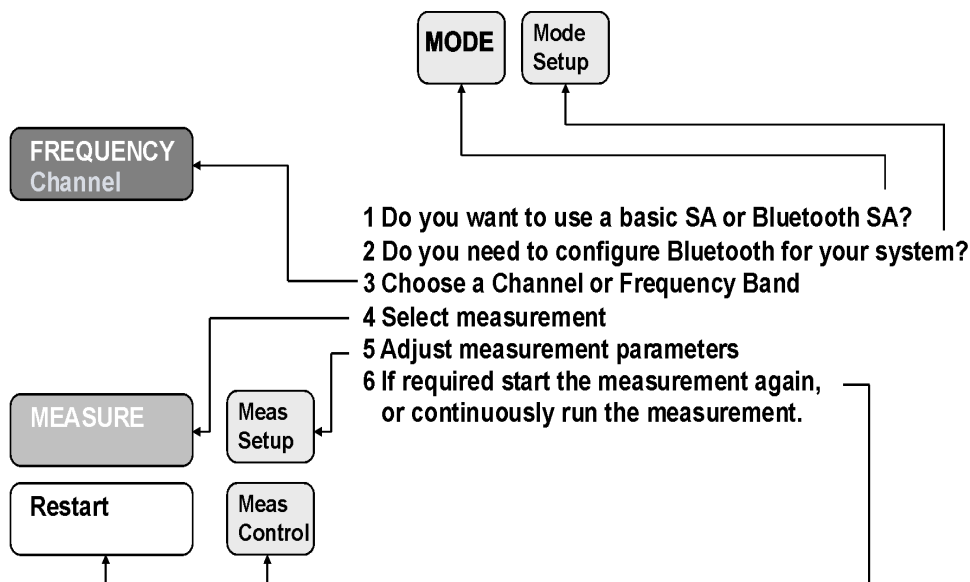 MODE
Mode
Setup
FREQUENCY
Channel
1 Do you want to use a basic SA or Bluetooth SA?
2 Do you need to configure Bluetooth for your system?
3 Choose a Channel or Frequency Band
4 Select measurement
5 Adjust measurement parameters
6 If required start the measurement again,
or continuously run the measurement.
MEASURE
Meas
Setup
Restart
Meas
Control